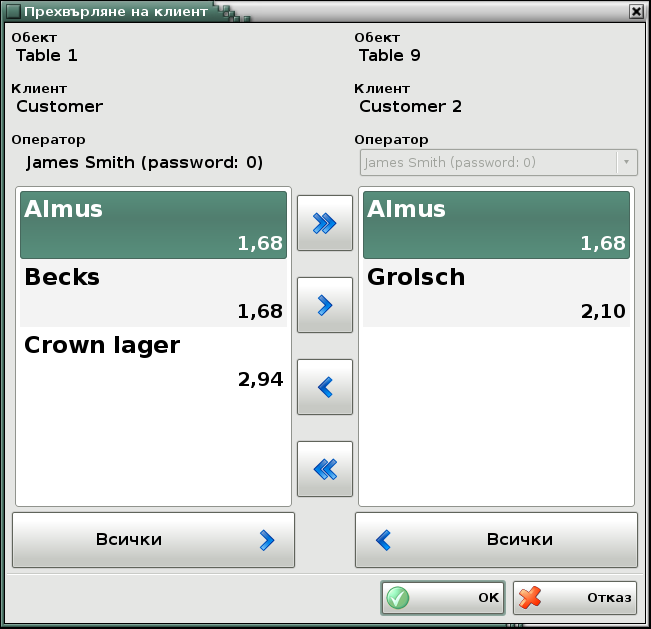 Прехвърляне на клиент
Обект
Table 1
Клиент
Customer
Оператор
James Smith (password: 0)
Almus
1,68
Becks
1,68
Crown lager
2,94
Всички
Обект
Table 9
Клиент
Customer 2
Оператор
James Smith (password: 0)
Almus
1,68
Grolsch
2,10
Всички
OK
Отказ